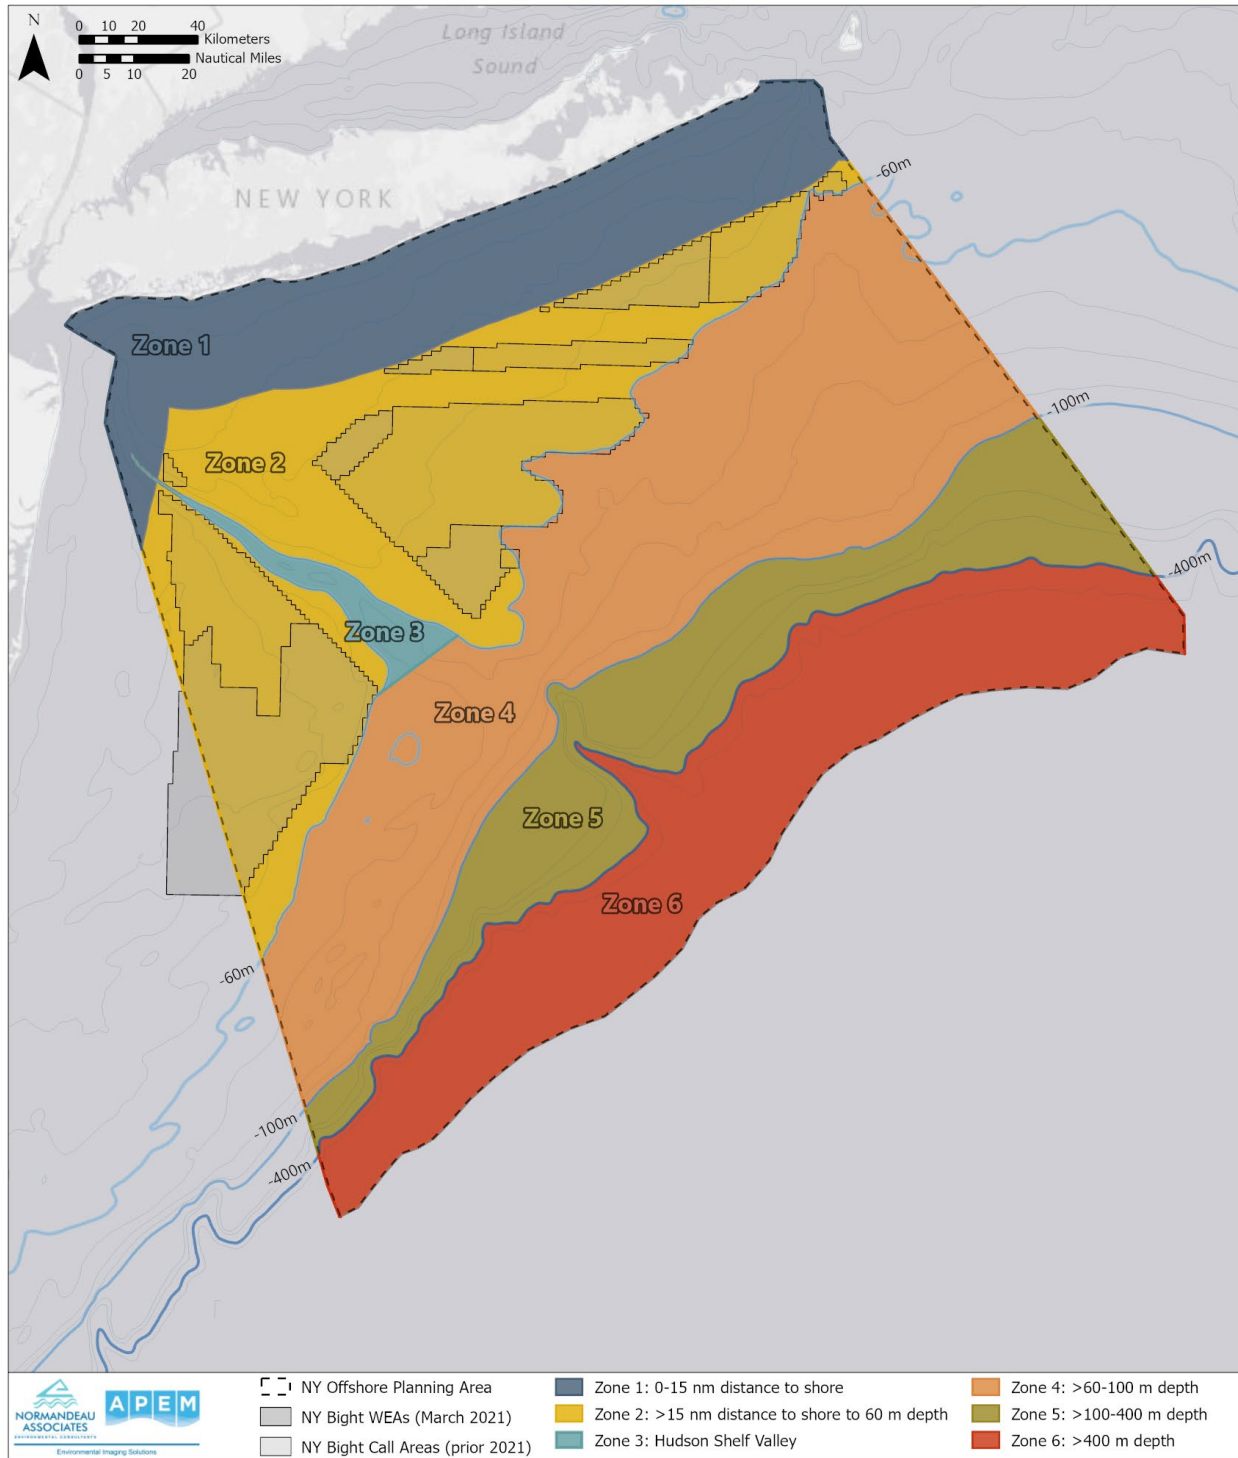 N
0 10 20 40
Kilometers
Nautical Miles
0 5 10 20
Long Island
Sound
NEW YORK
-60m
Zone 1
-100m
Zone 2
-400m
Zone 3
Zone 4
Zone 5
Zone 6
-60m
-100m
-400m
NORMANDEAU
ASSOCIATES
ENVIRONMENTAL CONSULTANTS
APEM
Environmental Imaging Solutions
NY Offshore Planning Area
NY Bight WEAs (March 2021)
NY Bight Call Areas (prior 2021)
Zone 1: 0-15 nm distance to shore
Zone 2: >15 nm distance to shore to 60 m depth
Zone 3: Hudson Shelf Valley
Zone 4: >60-100 m depth
Zone 5: >100-400 m depth
Zone 6: >400 m depth